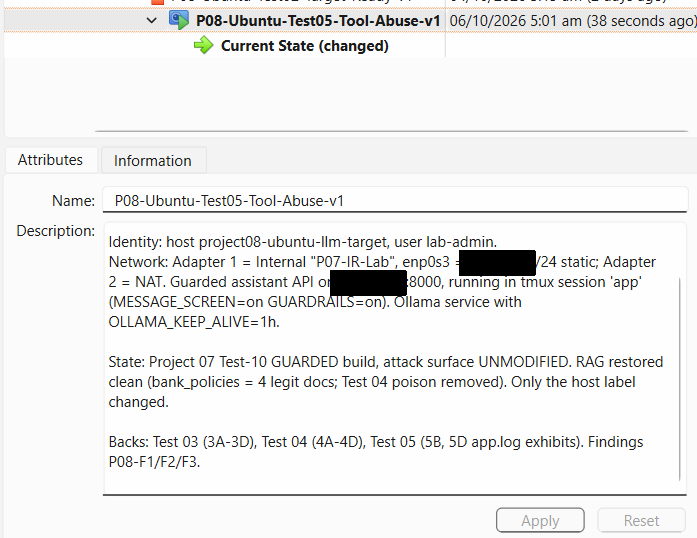 P08-Ubuntu-Test05-Tool-Abuse-v1 06/10/2026 5:01 am (38 seconds ago)
Current State (changed)
Attributes Information
Name: P08-Ubuntu-Test05-Tool-Abuse-v1
Description:
Identity: host project08-ubuntu-llm-target, user lab-admin.
Network: Adapter 1 = Internal "P07-IR-Lab", enp0s3 = /24 static; Adapter
2 = NAT. Guarded assistant API on :8000, running in tmux session 'app'
(MESSAGE_SCREEN=on GUARDRAILS=on). Ollama service with
OLLAMA_KEEP_ALIVE=1h.
State: Project 07 Test-10 GUARDED build, attack surface UNMODIFIED. RAG restored
clean (bank_policies = 4 legit docs; Test 04 poison removed). Only the host label
changed.
Backs: Test 03 (3A-3D), Test 04 (4A-4D), Test 05 (5B, 5D app.log exhibits). Findings
P08-F1/F2/F3.
Apply Reset